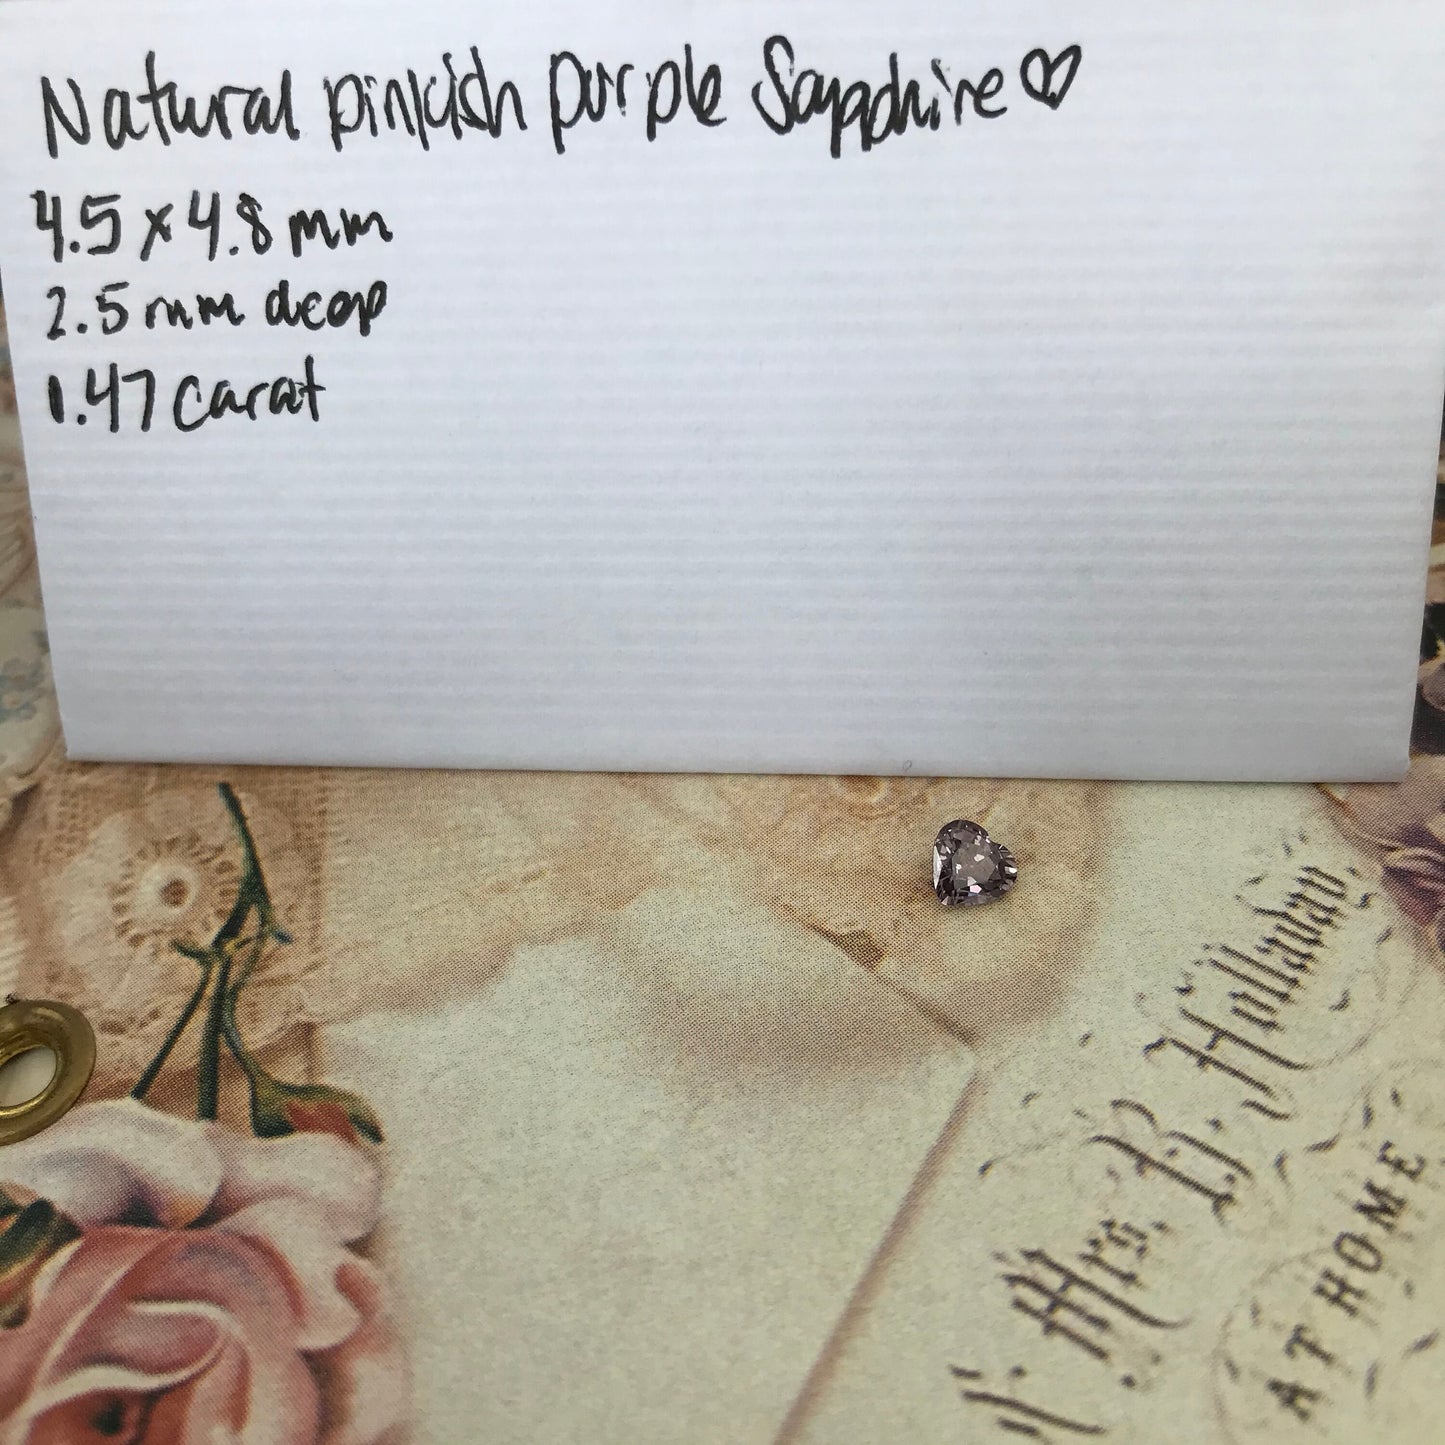 Natural pinkish purple Sapphire♡
4.5 x 4.8 mm
2.5 mm deep
1.47 carat
Mrs. B. Holladay.
AT HOME